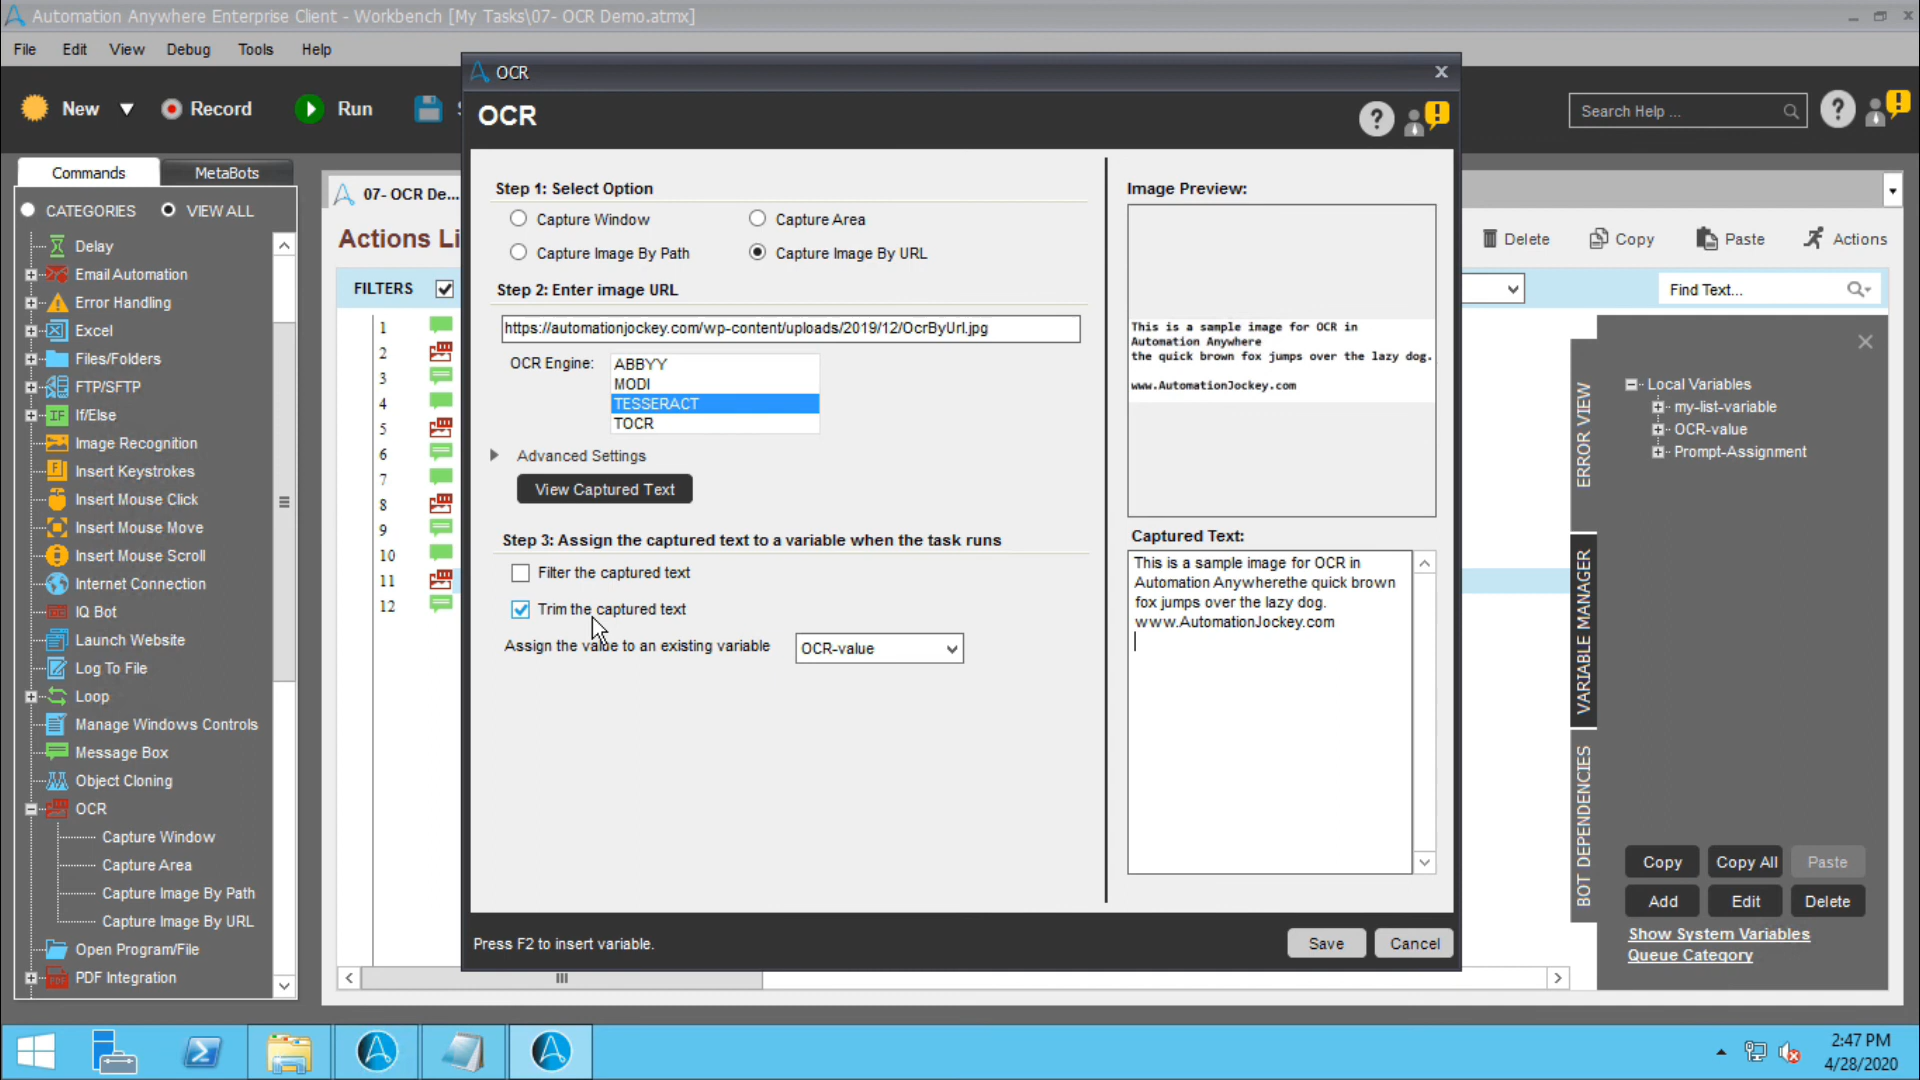 Automation Anywhere Enterprise Client - Workbench [My Tasks\07- OCR Demo.atmx]
File Edit View Debug Tools Help
New Record Run
Search Help ...
Commands MetaBots
CATEGORIES VIEW ALL
Delay
Email Automation
Error Handling
Excel
Files/Folders
FTP/SFTP
If/Else
Image Recognition
Insert Keystrokes
Insert Mouse Click
Insert Mouse Move
Insert Mouse Scroll
Internet Connection
IQ Bot
Launch Website
Log To File
Loop
Manage Windows Controls
Message Box
Object Cloning
OCR
Capture Window
Capture Area
Capture Image By Path
Capture Image By URL
Open Program/File
PDF Integration
07- OCR De...
Actions Li
FILTERS
1
2
3
4
5
6
7
8
9
10
11
12
OCR
OCR
Step 1: Select Option
Capture Window Capture Area
Capture Image By Path Capture Image By URL
Step 2: Enter image URL
https://automationjockey.com/wp-content/uploads/2019/12/OcrByUrl.jpg
OCR Engine:
ABBYY
MODI
TESSERACT
TOCR
Advanced Settings
View Captured Text
Step 3: Assign the captured text to a variable when the task runs
Filter the captured text
Trim the captured text
Assign the value to an existing variable OCR-value
Image Preview:
This is a sample image for OCR in
Automation Anywhere
the quick brown fox jumps over the lazy dog.
www.AutomationJockey.com
Captured Text:
This is a sample image for OCR in
Automation Anywherethe quick brown
fox jumps over the lazy dog.
www.AutomationJockey.com
Press F2 to insert variable.
Save Cancel
Delete Copy Paste Actions
Find Text...
ERROR VIEW
VARIABLE MANAGER
BOT DEPENDENCIES
Local Variables
my-list-variable
OCR-value
Prompt-Assignment
Copy Copy All Paste
Add Edit Delete
Show System Variables
Queue Category
2:47 PM
4/28/2020